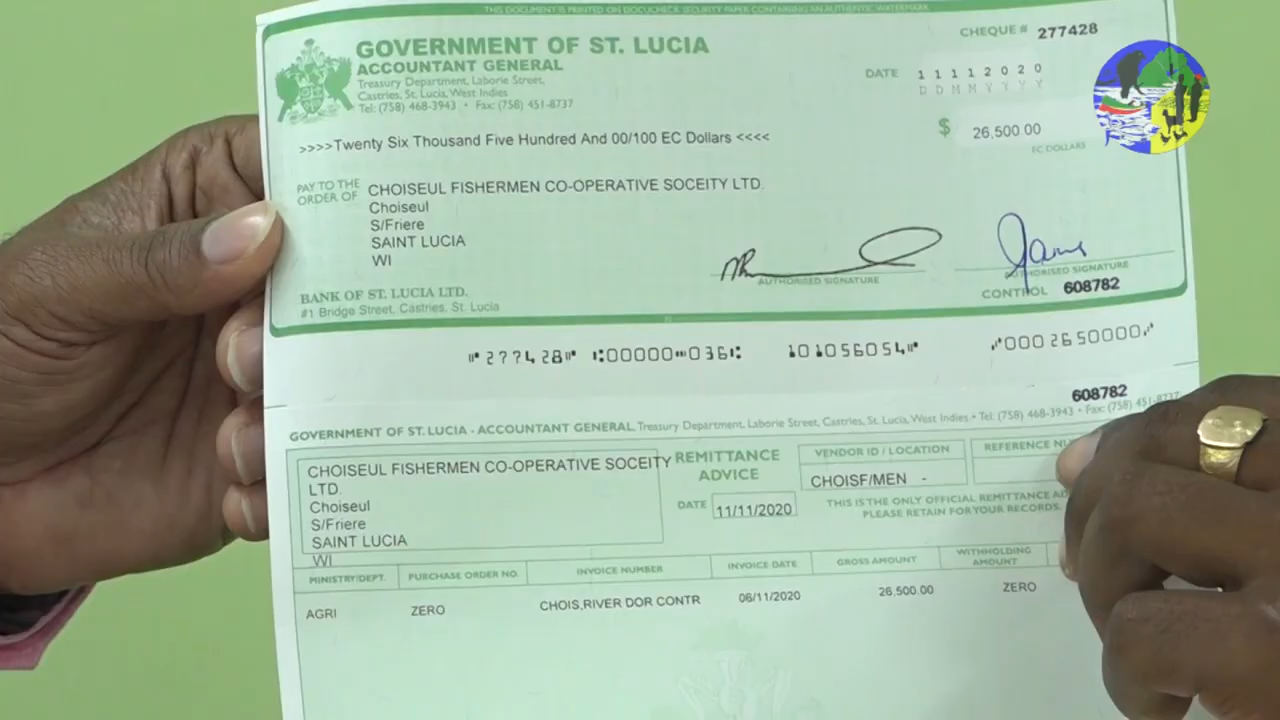 THIS DOCUMENT IS PRINTED ON DOCUCHECK SECURITY PAPER CONTAINING AN AUTHENTIC WATERMARK
GOVERNMENT OF ST. LUCIA
ACCOUNTANT GENERAL
Treasury Department, Laborie Street,
Castries, St. Lucia, West Indies
Tel: (758) 468-3943 • Fax: (758) 451-8737
CHEQUE # 277428
DATE 1 1 1 1 2 0 2 0
D D M M Y Y Y Y
>>>>Twenty Six Thousand Five Hundred And 00/100 EC Dollars <<<<
$ 26,500.00
EC DOLLARS
PAY TO THE
ORDER OF
CHOISEUL FISHERMEN CO-OPERATIVE SOCEITY LTD.
Choiseul
S/Friere
SAINT LUCIA
WI
AUTHORISED SIGNATURE
AUTHORISED SIGNATURE
BANK OF ST. LUCIA LTD.
#1 Bridge Street, Castries, St. Lucia
CONTROL 608782
⑈277428⑈ ⑆00000⑉036⑆ 101056054⑈ ⑇0002650000⑇
608782
GOVERNMENT OF ST. LUCIA - ACCOUNTANT GENERAL Treasury Department, Laborie Street, Castries, St. Lucia, West Indies • Tel: (758) 468-3943 • Fax: (758) 451-8737
CHOISEUL FISHERMEN CO-OPERATIVE SOCEITY
LTD.
Choiseul
S/Friere
SAINT LUCIA
WI
REMITTANCE
ADVICE
DATE 11/11/2020
VENDOR ID / LOCATION
CHOISF/MEN -
REFERENCE NU
THIS IS THE ONLY OFFICIAL REMITTANCE AD
PLEASE RETAIN FOR YOUR RECORDS.
MINISTRY/DEPT. PURCHASE ORDER NO. INVOICE NUMBER INVOICE DATE GROSS AMOUNT WITHHOLDING AMOUNT
AGRI ZERO CHOIS,RIVER DOR CONTR 06/11/2020 26,500.00 ZERO